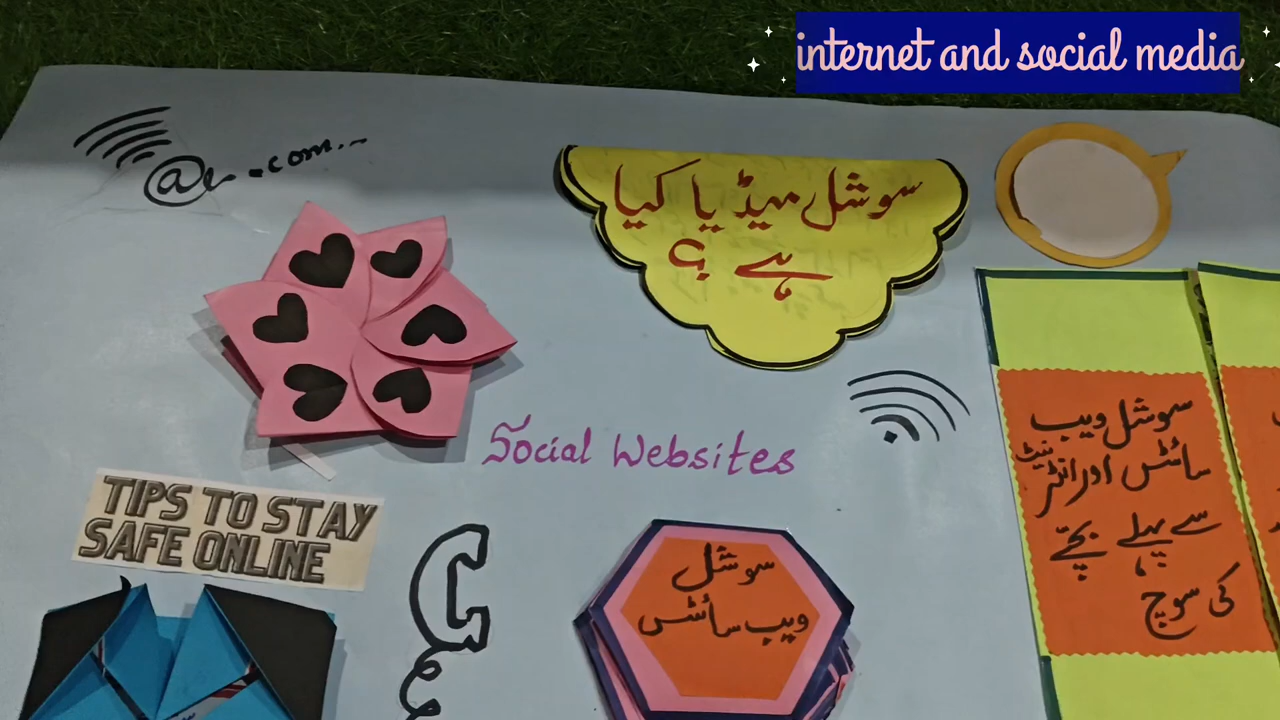 internet and social media
@e-.com...
سوشل میڈیا کیا
ہے ؟
Social Websites
TIPS TO STAY
SAFE ONLINE
سوشل
ویب سائٹس
سوشل ویب
سائٹس اور انٹرنیٹ
سے پہلے بچّے
کی سوچ